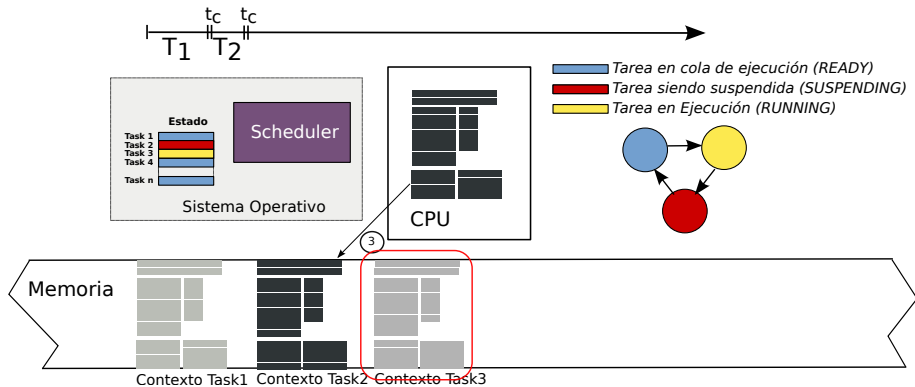 tc tc
T1 T2
Tarea en cola de ejecución (READY)
Tarea siendo suspendida (SUSPENDING)
Tarea en Ejecución (RUNNING)
Estado
Task 1
Task 2
Task 3
Task 4
Task n
Scheduler
Sistema Operativo
CPU
3
Memoria
Contexto Task1
Contexto Task2
Contexto Task3